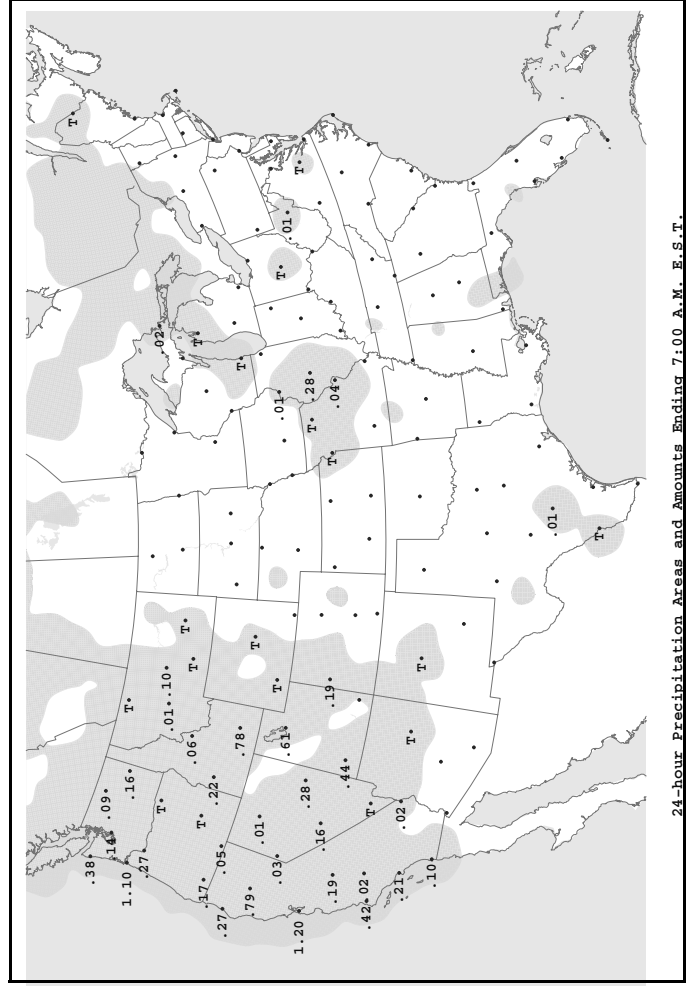 T
.38
.09
.14
1.10
T
.16
.27
.02
T
.10
.01
T
.06
T
T
T
.17
.22
.05
.27
.78
T
.79
T
.01
.03
T
.01
T
.61
.01
1.20
T
.28
.28
T
.16
.19
T
.19
.04
.44
.02
.42
T
.21
.02
T
T
.10
.01
T
24-hour Precipitation Areas and Amounts Ending 7:00 A.M. E.S.T.